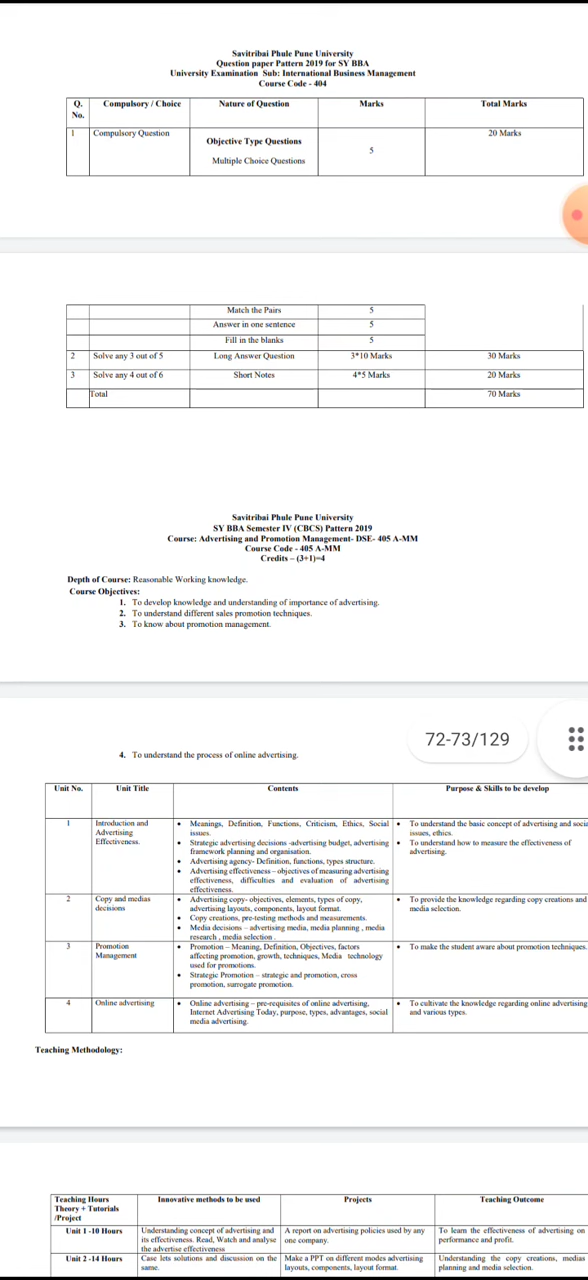 Savitribai Phule Pune University
Question paper Pattern 2019 for SY BBA
University Examination Sub: International Business Management
Course Code - 404
Q. No. Compulsory / Choice Nature of Question Marks Total Marks
1 Compulsory Question Objective Type Questions 20 Marks
Multiple Choice Questions 5
Match the Pairs 5
Answer in one sentence 5
Fill in the blanks 5
2 Solve any 3 out of 5 Long Answer Question 3*10 Marks 30 Marks
3 Solve any 4 out of 6 Short Notes 4*5 Marks 20 Marks
Total 70 Marks
Savitribai Phule Pune University
SY BBA Semester IV (CBCS) Pattern 2019
Course: Advertising and Promotion Management- DSE- 405 A-MM
Course Code - 405 A-MM
Credits – (3+1)=4
Depth of Course: Reasonable Working knowledge.
Course Objectives:
1. To develop knowledge and understanding of importance of advertising.
2. To understand different sales promotion techniques.
3. To know about promotion management.
72-73/129
4. To understand the process of online advertising.
Unit No. Unit Title Contents Purpose & Skills to be develop
1
Introduction and
Advertising
Effectiveness.
• Meanings, Definition, Functions, Criticism, Ethics, Social
issues.
• Strategic advertising decisions -advertising budget, advertising
framework planning and organisation.
• Advertising agency- Definition, functions, types structure.
• Advertising effectiveness – objectives of measuring advertising
effectiveness, difficulties and evaluation of advertising
effectiveness.
• To understand the basic concept of advertising and socia
issues, ethics.
• To understand how to measure the effectiveness of
advertising.
2
Copy and medias
decisions
• Advertising copy- objectives, elements, types of copy,
advertising layouts, components, layout format.
• Copy creations, pre-testing methods and measurements.
• Media decisions – advertising media, media planning , media
research , media selection .
• To provide the knowledge regarding copy creations and
media selection.
3
Promotion
Management
• Promotion – Meaning, Definition, Objectives, factors
affecting promotion, growth, techniques, Media technology
used for promotions.
• Strategic Promotion – strategic and promotion, cross
promotion, surrogate promotion.
• To make the student aware about promotion techniques.
4
Online advertising
• Online advertising – pre-requisites of online advertising,
Internet Advertising Today, purpose, types, advantages, social
media advertising.
• To cultivate the knowledge regarding online advertising
and various types.
Teaching Methodology:
Teaching Hours
Theory + Tutorials
/Project
Innovative methods to be used Projects Teaching Outcome
Unit 1 -10 Hours
Understanding concept of advertising and
its effectiveness. Read, Watch and analyse
the advertise effectiveness
A report on advertising policies used by any
one company.
To learn the effectiveness of advertising on
performance and profit.
Unit 2 -14 Hours
Case lets solutions and discussion on the
same.
Make a PPT on different modes advertising
layouts, components, layout format.
Understanding the copy creations, medias
planning and media selection.